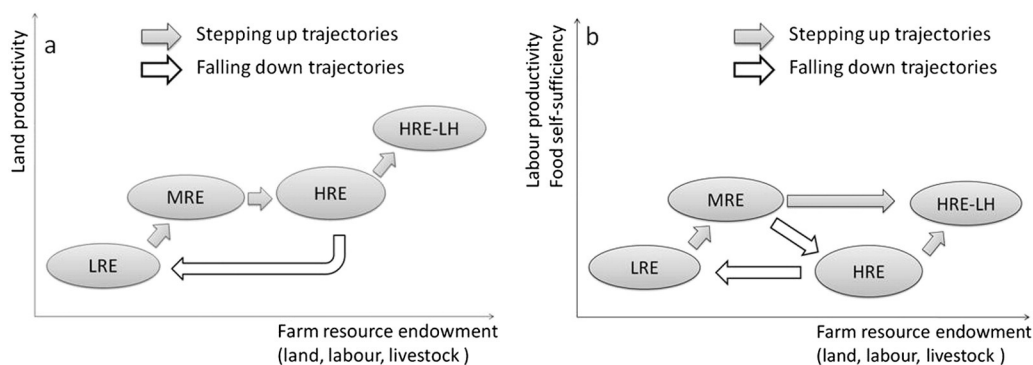 a
Land productivity
Stepping up trajectories
Falling down trajectories
HRE-LH
MRE
HRE
LRE
Farm resource endowment
(land, labour, livestock )
b
Labour productivity
Food self-sufficiency
Stepping up trajectories
Falling down trajectories
MRE
HRE-LH
LRE
HRE
Farm resource endowment
(land, labour, livestock )